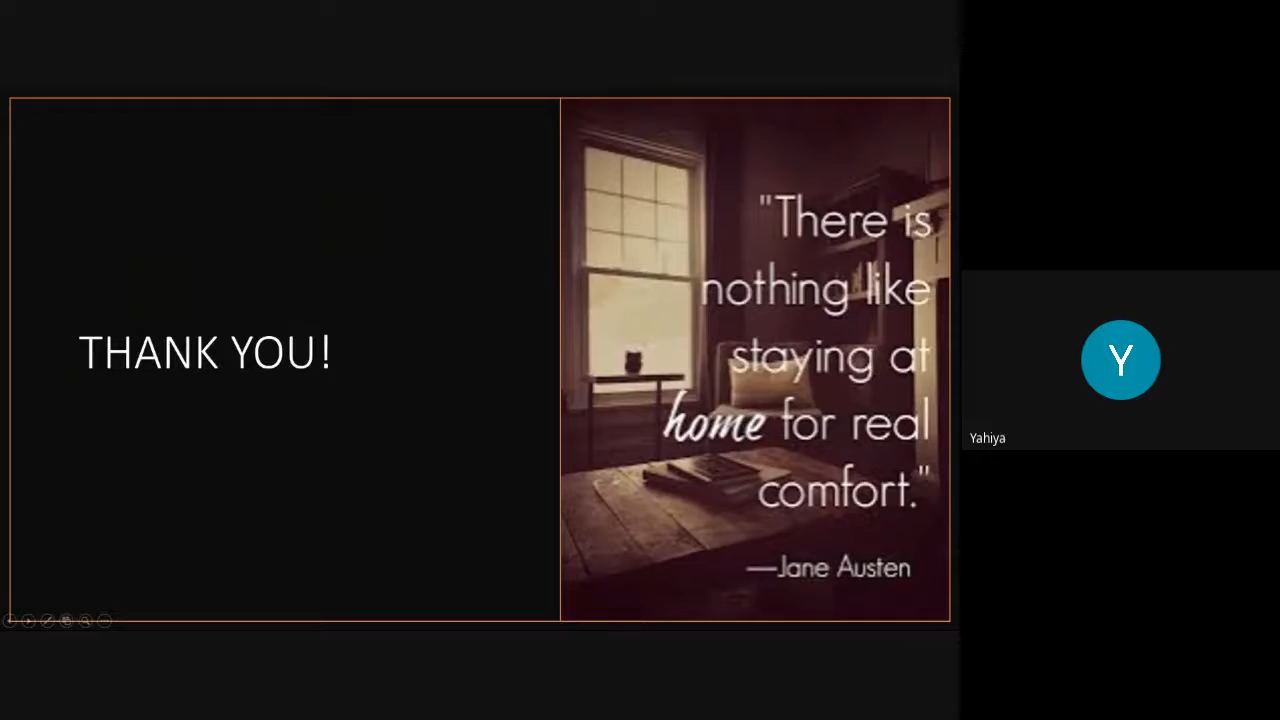 THANK YOU!
"There is
nothing like
staying at
home for real
comfort."
—Jane Austen
Y
Yahiya